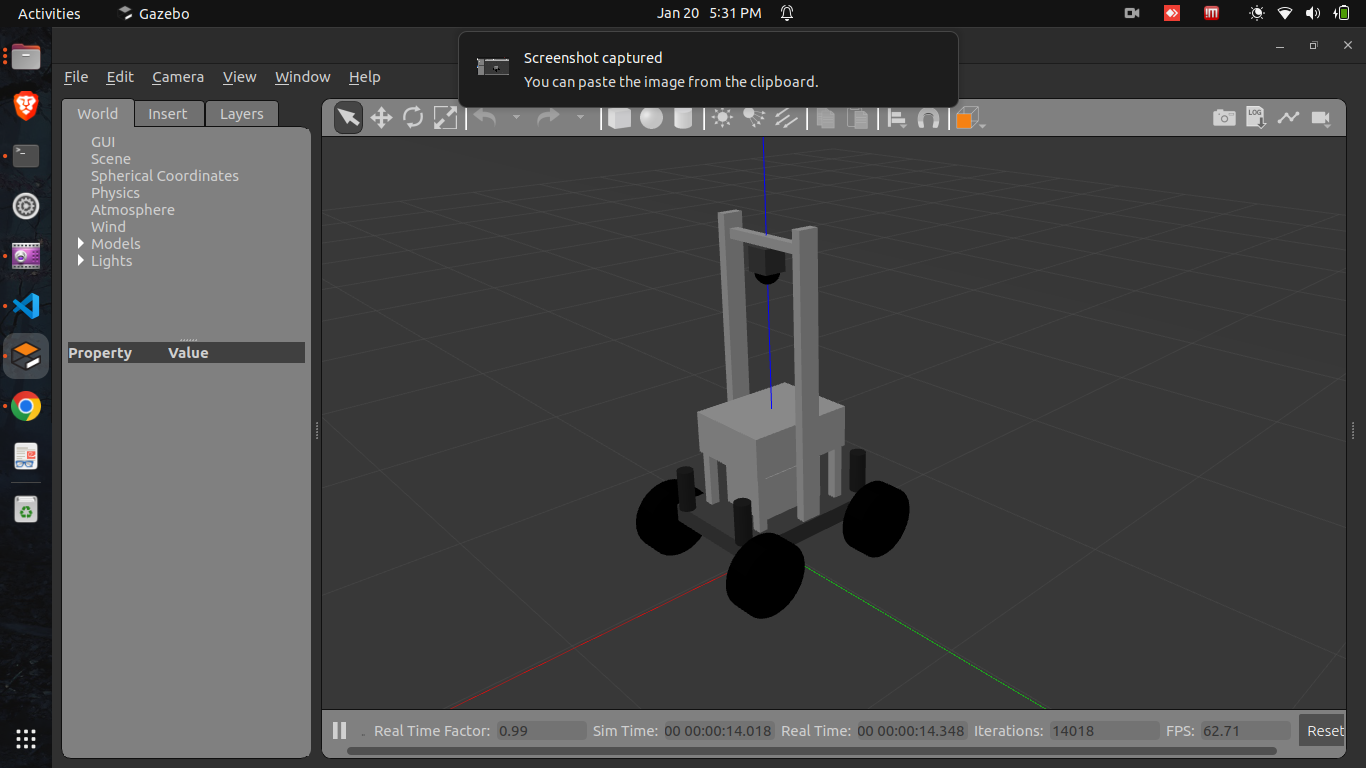 Activities
Gazebo
Jan 20 5:31 PM
Screenshot captured
You can paste the image from the clipboard.
File Edit Camera View Window Help
World Insert Layers
LOG
GUI
Scene
Spherical Coordinates
Physics
Atmosphere
Wind
Models
Lights
Property Value
Real Time Factor: 0.99 Sim Time: 00 00:00:14.018 Real Time: 00 00:00:14.348 Iterations: 14018 FPS: 62.71 Reset